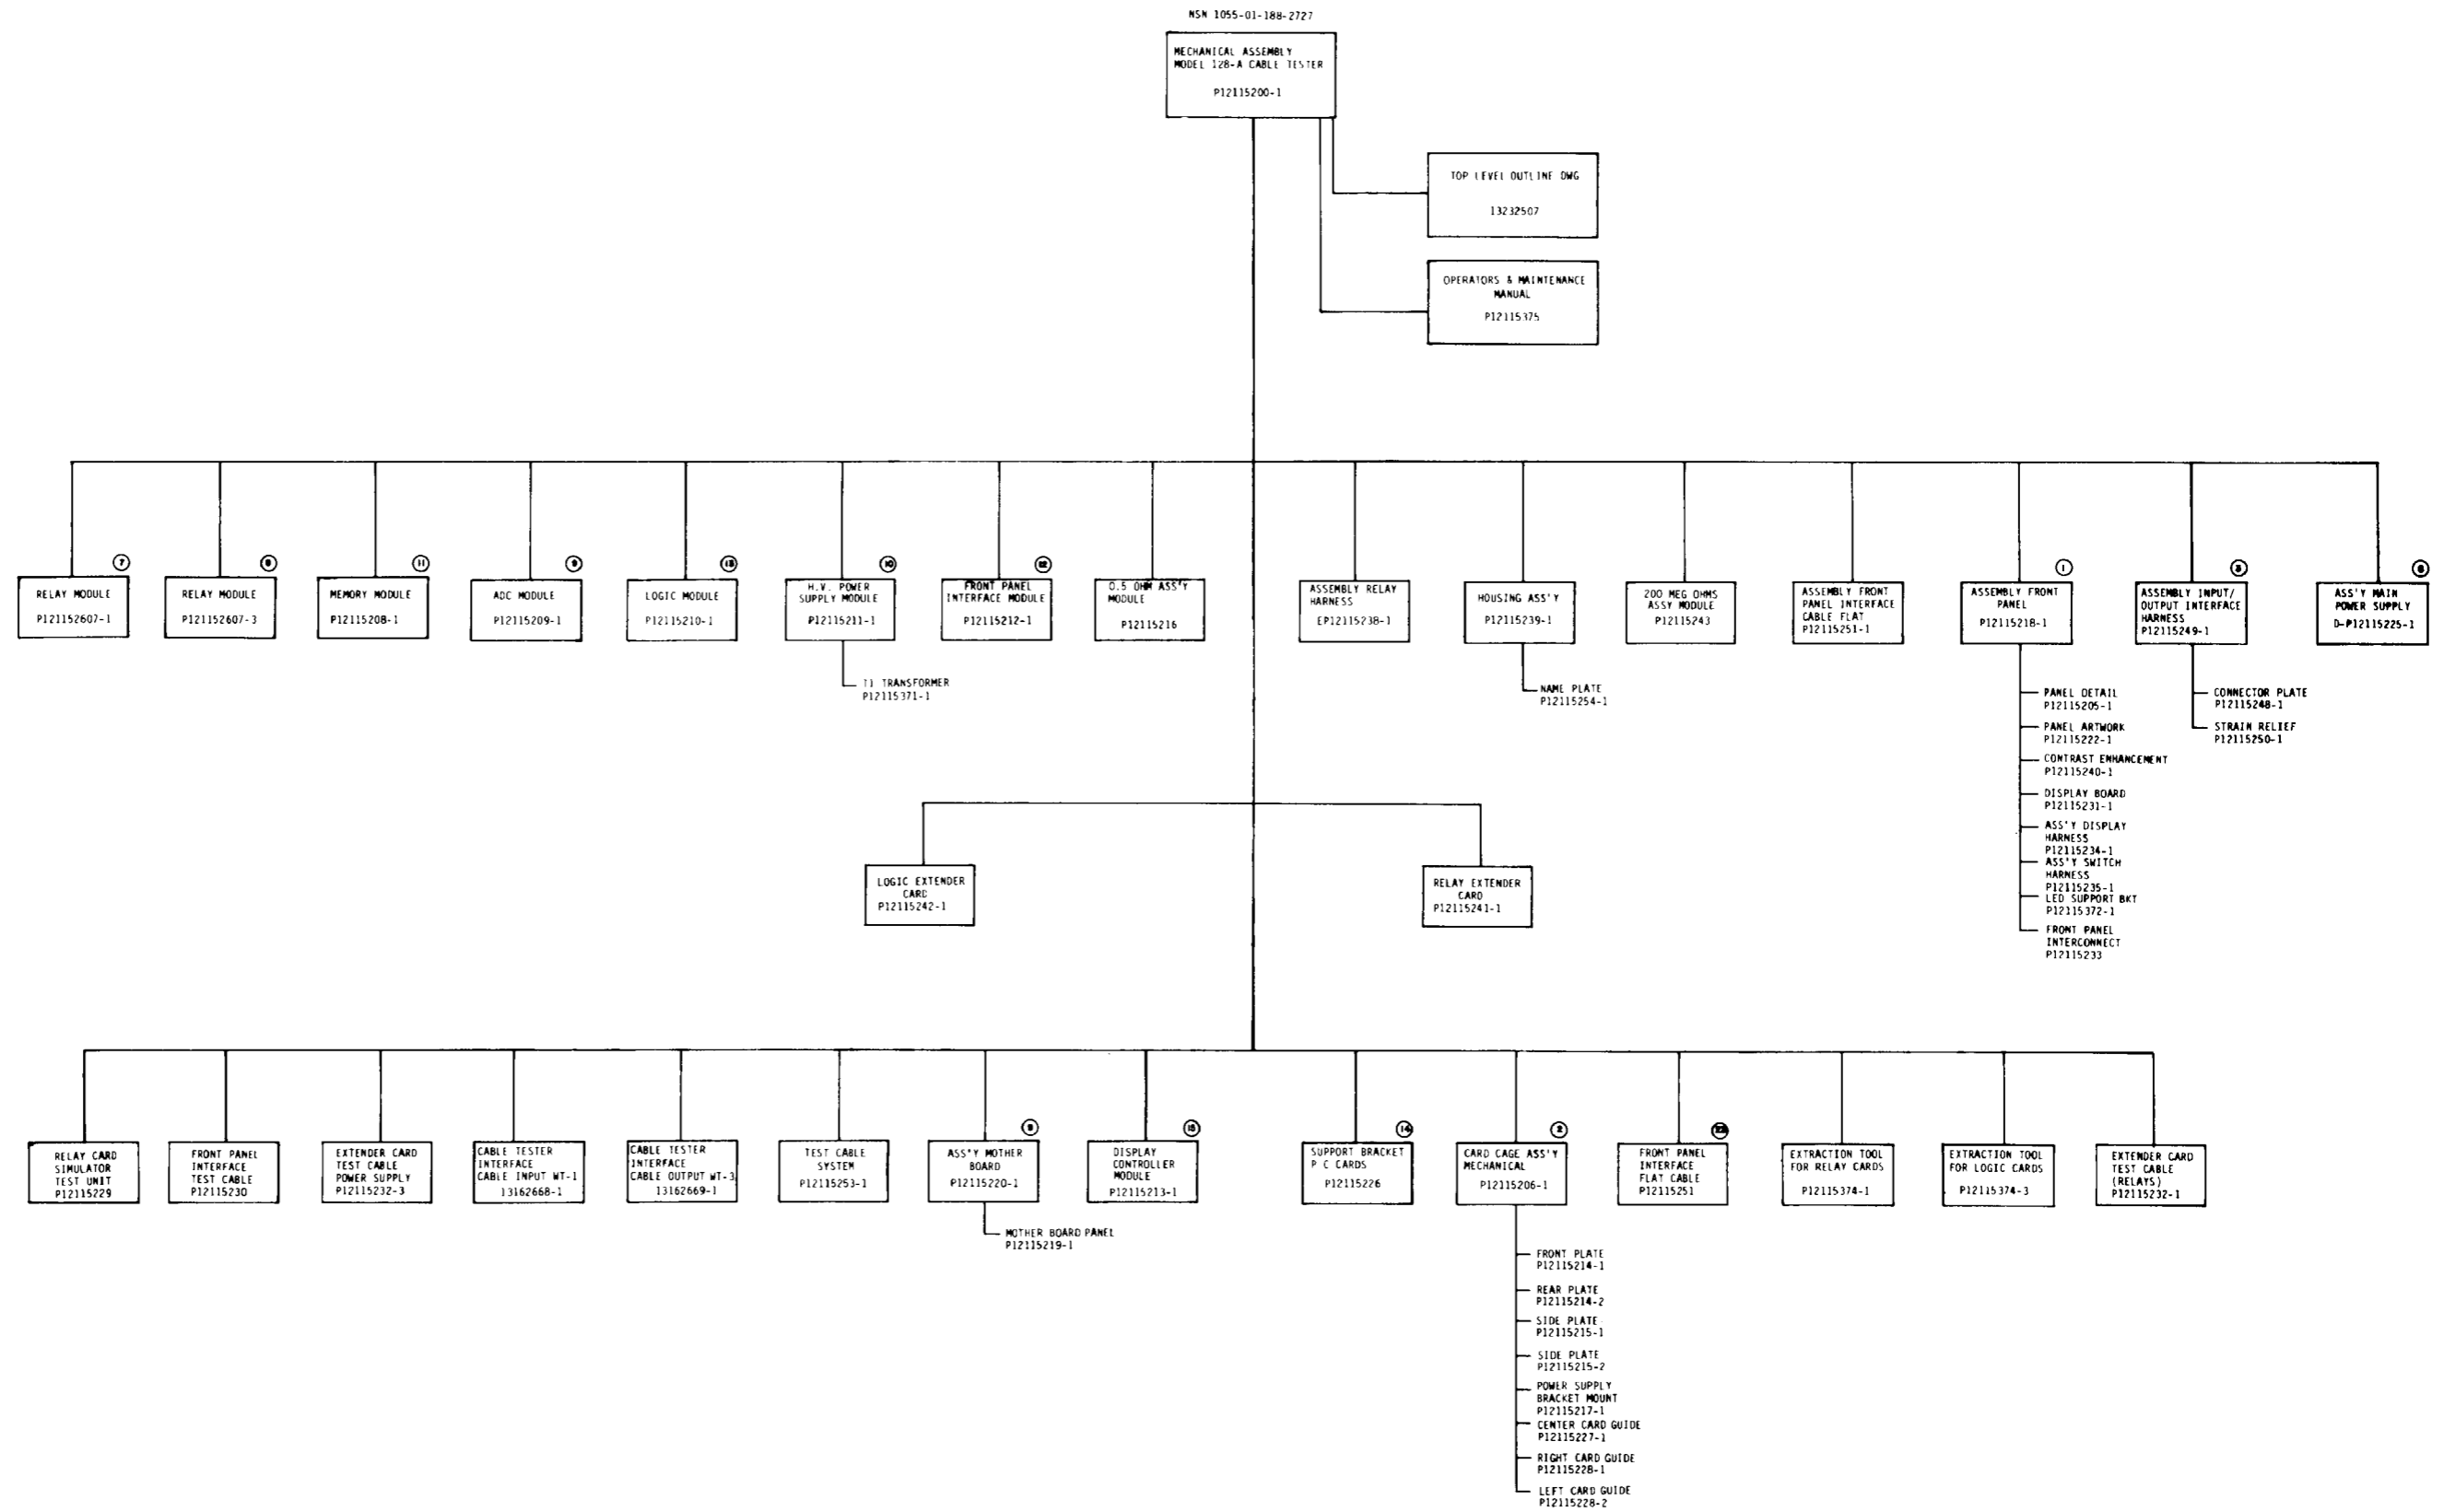 NSN 1055-01-188-2727
MECHANICAL ASSEMBLY
MODEL 128-A CABLE TESTER
P12115200-1
TOP LEVEL OUTLINE DWG
13232507
OPERATORS & MAINTENANCE
MANUAL
P12115375
7
RELAY MODULE
P121152607-1
RELAY MODULE
P121152607-3
11
MEMORY MODULE
P12115208-1
ADC MODULE
P12115209-1
LOGIC MODULE
P12115210-1
10
H.V. POWER
SUPPLY MODULE
P12115211-1
T1 TRANSFORMER
P12115371-1
12
FRONT PANEL
INTERFACE MODULE
P12115212-1
0.5 OHM ASS'Y
MODULE
P12115216
ASSEMBLY RELAY
HARNESS
EP12115238-1
HOUSING ASS'Y
P12115239-1
NAME PLATE
P12115254-1
200 MEG OHMS
ASSY MODULE
P12115243
ASSEMBLY FRONT
PANEL INTERFACE
CABLE FLAT
P12115251-1
1
ASSEMBLY FRONT
PANEL
P12115218-1
PANEL DETAIL
P12115205-1
PANEL ARTWORK
P12115222-1
CONTRAST ENHANCEMENT
P12115240-1
DISPLAY BOARD
P12115231-1
ASS'Y DISPLAY
HARNESS
P12115234-1
ASS'Y SWITCH
HARNESS
P12115235-1
LED SUPPORT BKT
P12115372-1
FRONT PANEL
INTERCONNECT
P12115233
ASSEMBLY INPUT/
OUTPUT INTERFACE
HARNESS
P12115249-1
CONNECTOR PLATE
P12115248-1
STRAIN RELIEF
P12115250-1
ASS'Y MAIN
POWER SUPPLY
D-P12115225-1
LOGIC EXTENDER
CARD
P12115242-1
RELAY EXTENDER
CARD
P12115241-1
RELAY CARD
SIMULATOR
TEST UNIT
P12115229
FRONT PANEL
INTERFACE
TEST CABLE
P12115230
EXTENDER CARD
TEST CABLE
POWER SUPPLY
P12115232-3
CABLE TESTER
INTERFACE
CABLE INPUT WT-1
13162668-1
CABLE TESTER
INTERFACE
CABLE OUTPUT WT-3
13162669-1
TEST CABLE
SYSTEM
P12115253-1
ASS'Y MOTHER
BOARD
P12115220-1
MOTHER BOARD PANEL
P12115219-1
15
DISPLAY
CONTROLLER
MODULE
P12115213-1
14
SUPPORT BRACKET
P C CARDS
P12115226
2
CARD CAGE ASS'Y
MECHANICAL
P12115206-1
FRONT PLATE
P12115214-1
REAR PLATE
P12115214-2
SIDE PLATE
P12115215-1
SIDE PLATE
P12115215-2
POWER SUPPLY
BRACKET MOUNT
P12115217-1
CENTER CARD GUIDE
P12115227-1
RIGHT CARD GUIDE
P12115228-1
LEFT CARD GUIDE
P12115228-2
FRONT PANEL
INTERFACE
FLAT CABLE
P12115251
EXTRACTION TOOL
FOR RELAY CARDS
P12115374-1
EXTRACTION TOOL
FOR LOGIC CARDS
P12115374-3
EXTENDER CARD
TEST CABLE
(RELAYS)
P12115232-1